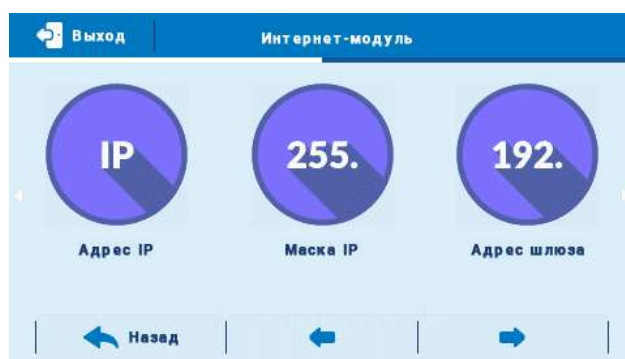 Выход Интернет-модуль
IP 255. 192.
Адрес IP Маска IP Адрес шлюза
Назад